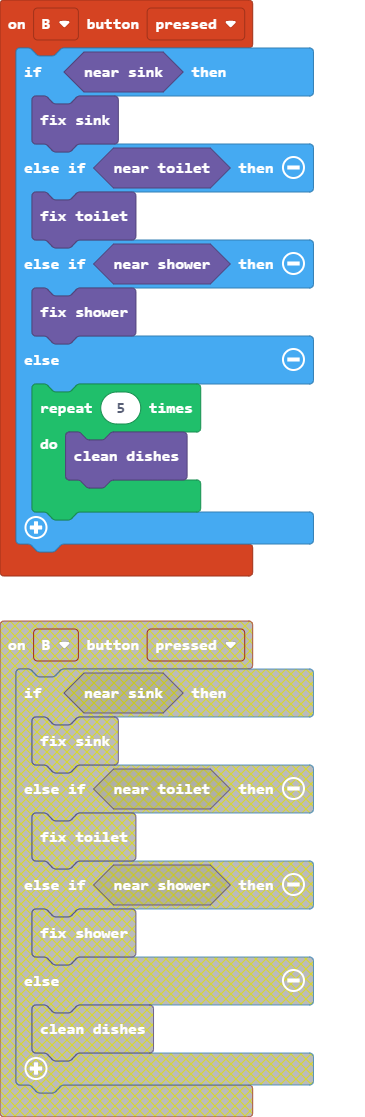 on B button pressed
if near sink then
fix sink
else if near toilet then
fix toilet
else if near shower then
fix shower
else
repeat 5 times
do clean dishes
on B button pressed
if near sink then
fix sink
else if near toilet then
fix toilet
else if near shower then
fix shower
else
clean dishes